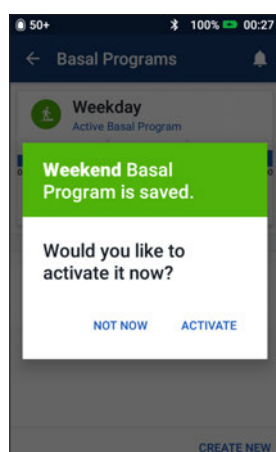 50+ 100% 00:27
Basal Programs
Weekday
Active Basal Program
Weekend Basal
Program is saved.
Would you like to
activate it now?
NOT NOW ACTIVATE
CREATE NEW